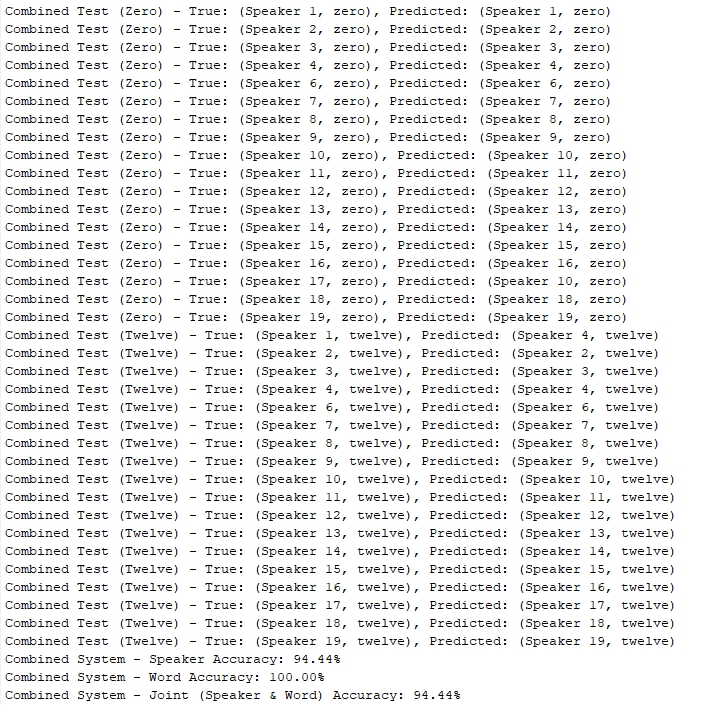 Combined Test (Zero) - True: (Speaker 1, zero), Predicted: (Speaker 1, zero)
Combined Test (Zero) - True: (Speaker 2, zero), Predicted: (Speaker 2, zero)
Combined Test (Zero) - True: (Speaker 3, zero), Predicted: (Speaker 3, zero)
Combined Test (Zero) - True: (Speaker 4, zero), Predicted: (Speaker 4, zero)
Combined Test (Zero) - True: (Speaker 6, zero), Predicted: (Speaker 6, zero)
Combined Test (Zero) - True: (Speaker 7, zero), Predicted: (Speaker 7, zero)
Combined Test (Zero) - True: (Speaker 8, zero), Predicted: (Speaker 8, zero)
Combined Test (Zero) - True: (Speaker 9, zero), Predicted: (Speaker 9, zero)
Combined Test (Zero) - True: (Speaker 10, zero), Predicted: (Speaker 10, zero)
Combined Test (Zero) - True: (Speaker 11, zero), Predicted: (Speaker 11, zero)
Combined Test (Zero) - True: (Speaker 12, zero), Predicted: (Speaker 12, zero)
Combined Test (Zero) - True: (Speaker 13, zero), Predicted: (Speaker 13, zero)
Combined Test (Zero) - True: (Speaker 14, zero), Predicted: (Speaker 14, zero)
Combined Test (Zero) - True: (Speaker 15, zero), Predicted: (Speaker 15, zero)
Combined Test (Zero) - True: (Speaker 16, zero), Predicted: (Speaker 16, zero)
Combined Test (Zero) - True: (Speaker 17, zero), Predicted: (Speaker 10, zero)
Combined Test (Zero) - True: (Speaker 18, zero), Predicted: (Speaker 18, zero)
Combined Test (Zero) - True: (Speaker 19, zero), Predicted: (Speaker 19, zero)
Combined Test (Twelve) - True: (Speaker 1, twelve), Predicted: (Speaker 4, twelve)
Combined Test (Twelve) - True: (Speaker 2, twelve), Predicted: (Speaker 2, twelve)
Combined Test (Twelve) - True: (Speaker 3, twelve), Predicted: (Speaker 3, twelve)
Combined Test (Twelve) - True: (Speaker 4, twelve), Predicted: (Speaker 4, twelve)
Combined Test (Twelve) - True: (Speaker 6, twelve), Predicted: (Speaker 6, twelve)
Combined Test (Twelve) - True: (Speaker 7, twelve), Predicted: (Speaker 7, twelve)
Combined Test (Twelve) - True: (Speaker 8, twelve), Predicted: (Speaker 8, twelve)
Combined Test (Twelve) - True: (Speaker 9, twelve), Predicted: (Speaker 9, twelve)
Combined Test (Twelve) - True: (Speaker 10, twelve), Predicted: (Speaker 10, twelve)
Combined Test (Twelve) - True: (Speaker 11, twelve), Predicted: (Speaker 11, twelve)
Combined Test (Twelve) - True: (Speaker 12, twelve), Predicted: (Speaker 12, twelve)
Combined Test (Twelve) - True: (Speaker 13, twelve), Predicted: (Speaker 13, twelve)
Combined Test (Twelve) - True: (Speaker 14, twelve), Predicted: (Speaker 14, twelve)
Combined Test (Twelve) - True: (Speaker 15, twelve), Predicted: (Speaker 15, twelve)
Combined Test (Twelve) - True: (Speaker 16, twelve), Predicted: (Speaker 16, twelve)
Combined Test (Twelve) - True: (Speaker 17, twelve), Predicted: (Speaker 17, twelve)
Combined Test (Twelve) - True: (Speaker 18, twelve), Predicted: (Speaker 18, twelve)
Combined Test (Twelve) - True: (Speaker 19, twelve), Predicted: (Speaker 19, twelve)
Combined System - Speaker Accuracy: 94.44%
Combined System - Word Accuracy: 100.00%
Combined System - Joint (Speaker & Word) Accuracy: 94.44%